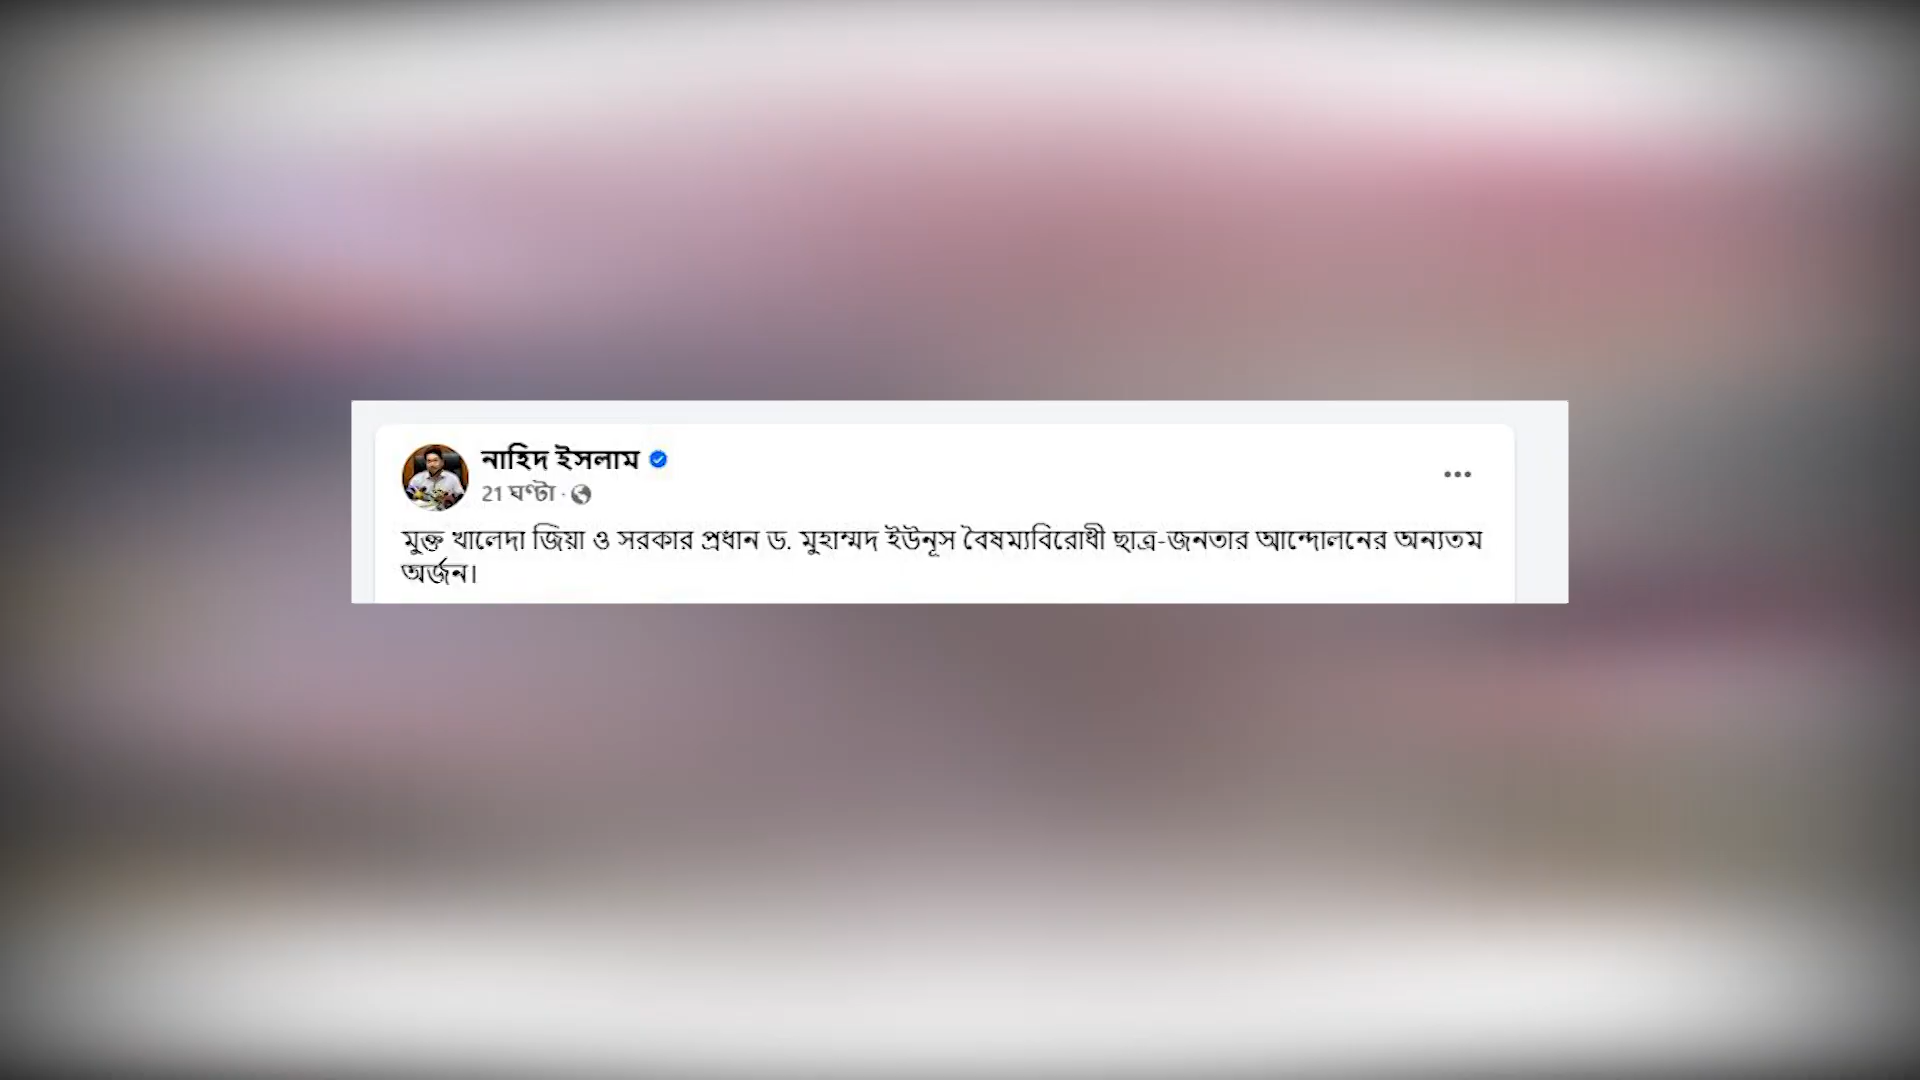 নাহিদ ইসলাম
21 ঘণ্টা ·
মুক্ত খালেদা জিয়া ও সরকার প্রধান ড. মুহাম্মদ ইউনূস বৈষম্যবিরোধী ছাত্র-জনতার আন্দোলনের অন্যতম
অর্জন।